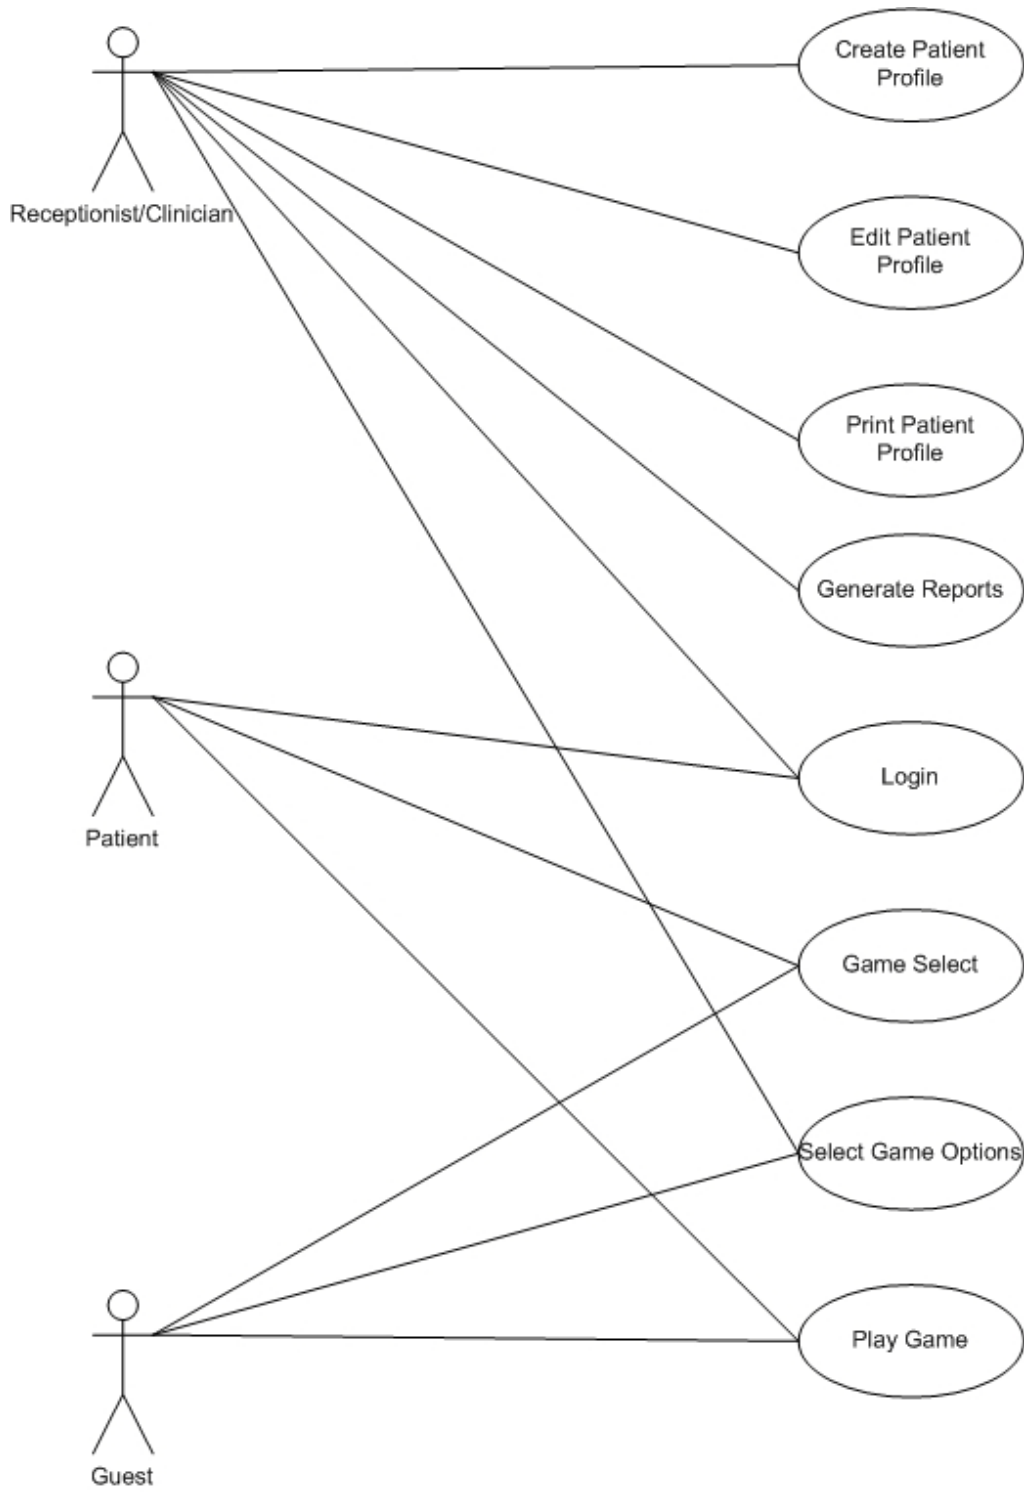 Create Patient
Profile
Receptionist/Clinician
Edit Patient
Profile
Print Patient
Profile
Generate Reports
Login
Patient
Game Select
Select Game Options
Play Game
Guest